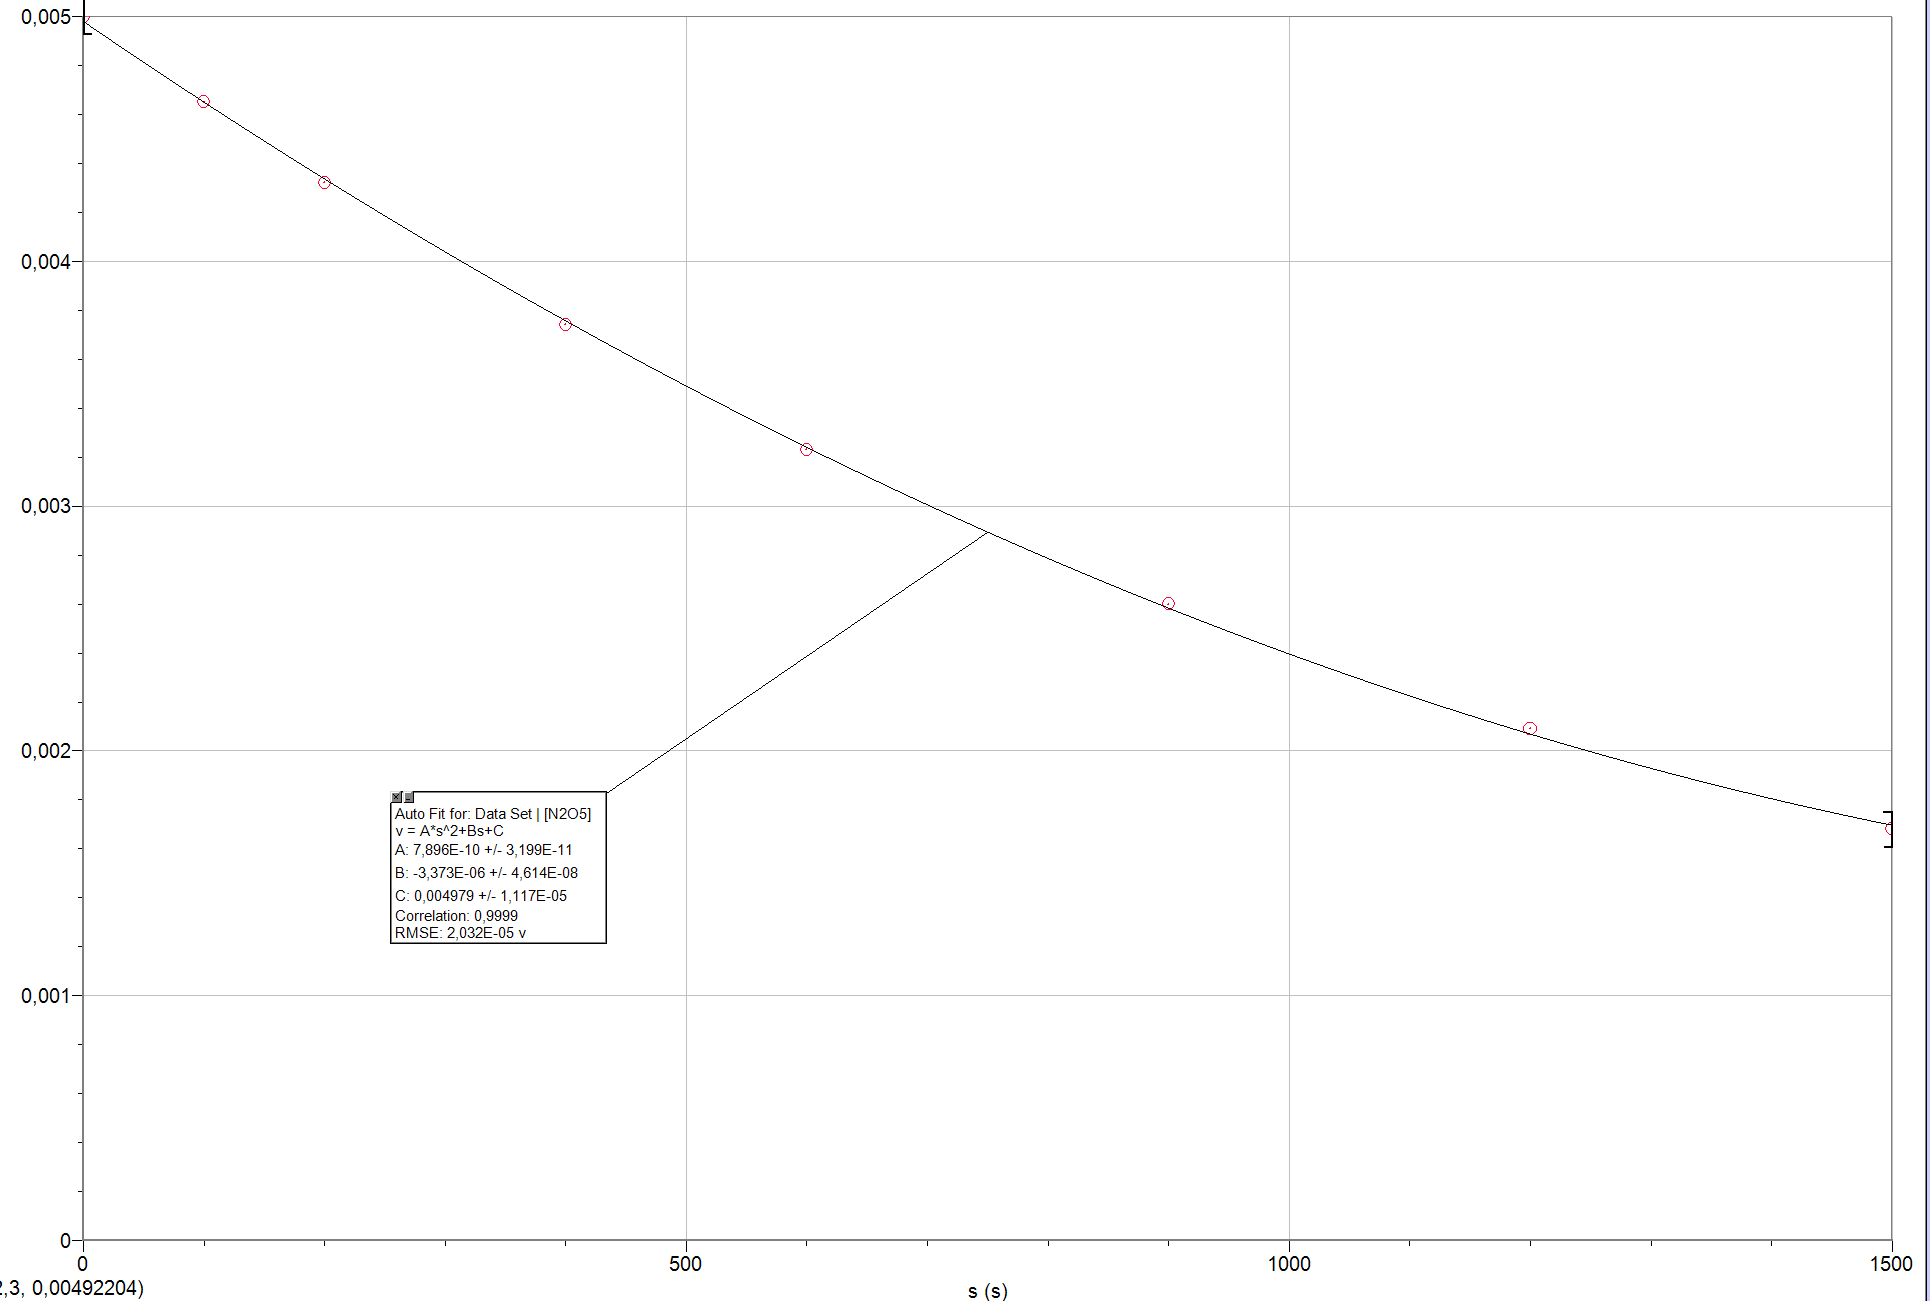 0,005
0,004
0,003
0,002
Auto Fit for: Data Set | [N2O5]
v = A*s^2+Bs+C
A: 7,896E-10 +/- 3,199E-11
B: -3,373E-06 +/- 4,614E-08
C: 0,004979 +/- 1,117E-05
Correlation: 0,9999
RMSE: 2,032E-05 v
0,001
0
0 500 1000 1500
,3, 0,00492204)
s (s)